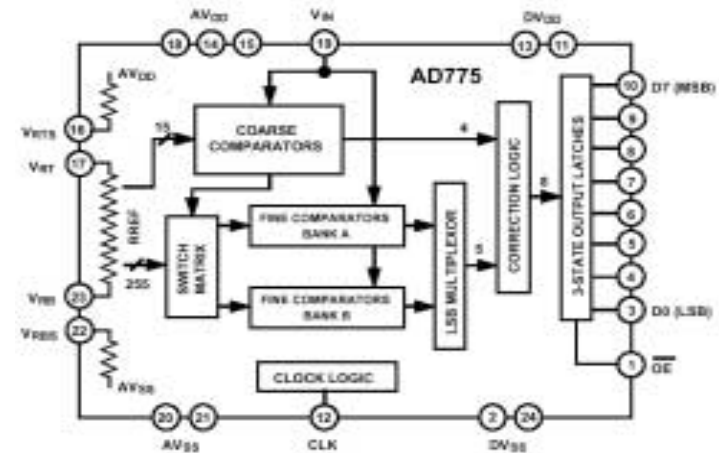 AVDD
VIN
DVDD
18 14 15
19
13 11
AD775
AVDD
10 D7 (MSB)
VRTS 16
15
COARSE
COMPARATORS
4
9
VRT 17
8
7
RREF
FINE COMPARATORS
BANK A
6
SWITCH
MATRIX
LSB MULTIPLEXOR
5
CORRECTION LOGIC
8
3-STATE OUTPUT LATCHES
5
255
4
VRB 23
FINE COMPARATORS
BANK B
3 D0 (LSB)
VRBS 22
AVSS
CLOCK LOGIC
1 OE
20 21
12
2 24
AVSS
CLK
DVSS